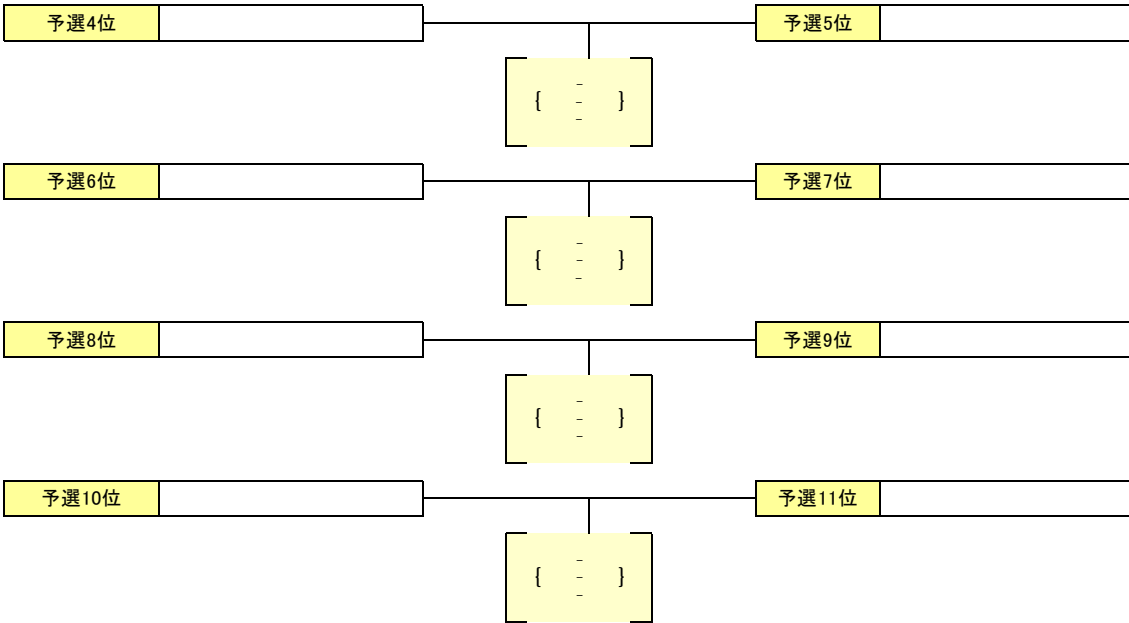 予選4位 予選5位
-
{ - }
-
予選6位 予選7位
-
{ - }
-
予選8位 予選9位
-
{ - }
-
予選10位 予選11位
-
{ - }
-